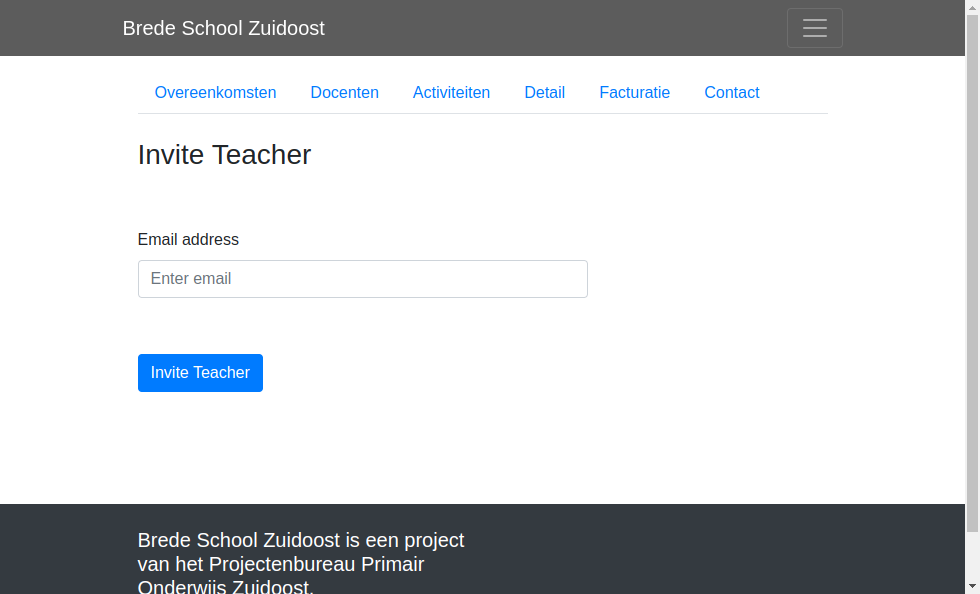 Brede School Zuidoost
Overeenkomsten Docenten Activiteiten Detail Facturatie Contact
Invite Teacher
Email address
Enter email
Invite Teacher
Brede School Zuidoost is een project
van het Projectenbureau Primair
Onderwijs Zuidoost.